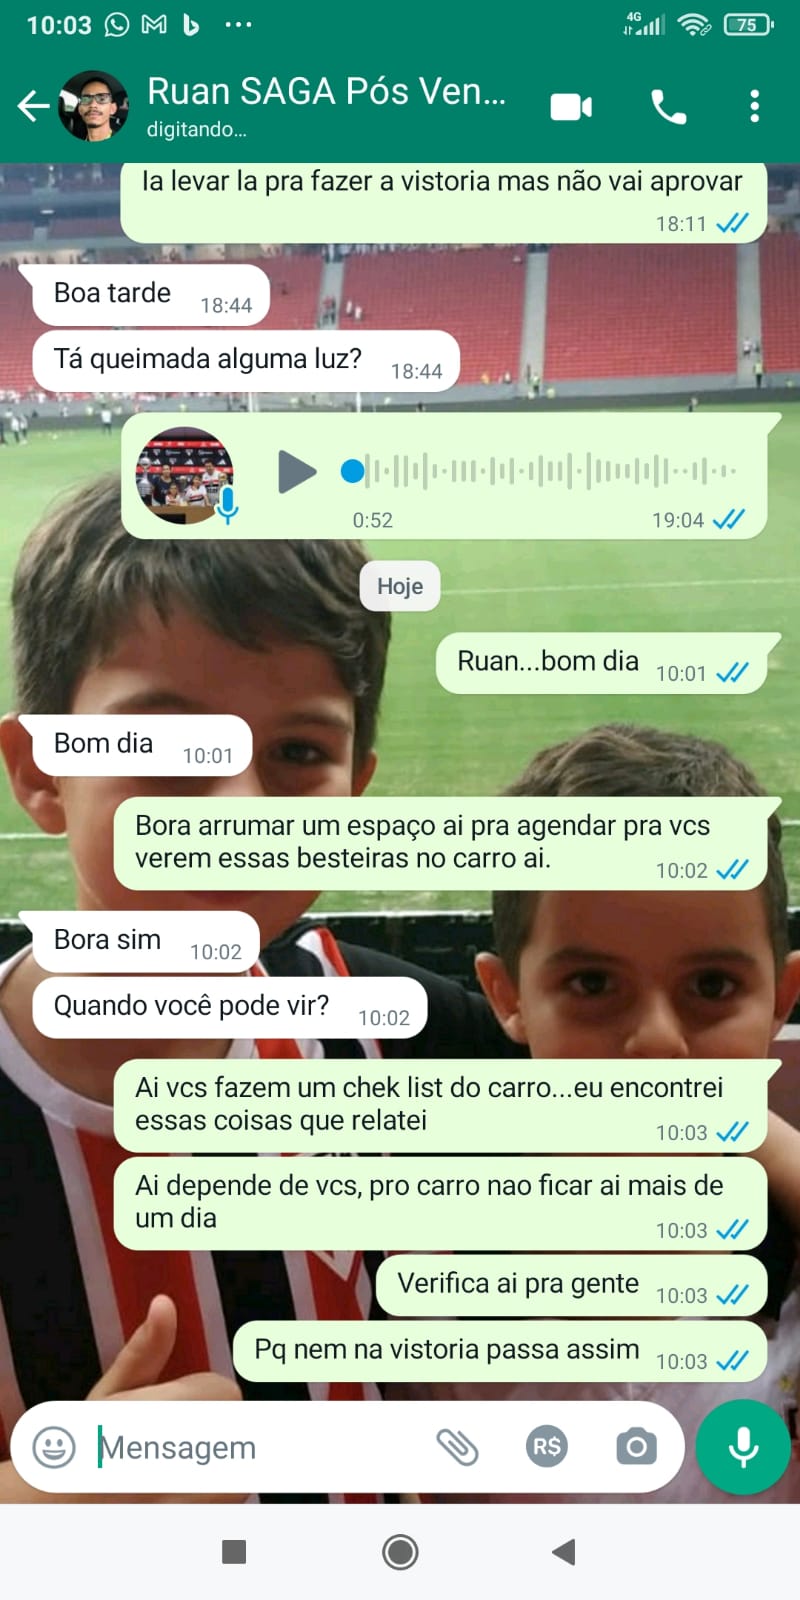 10:03
4G
75
Ruan SAGA Pós Ven...
digitando...
Ia levar la pra fazer a vistoria mas não vai aprovar
18:11
Boa tarde
18:44
Tá queimada alguma luz?
18:44
0:52
19:04
Hoje
Ruan...bom dia
10:01
Bom dia
10:01
Bora arrumar um espaço ai pra agendar pra vcs
verem essas besteiras no carro ai.
10:02
Bora sim
10:02
Quando você pode vir?
10:02
Ai vcs fazem um chek list do carro...eu encontrei
essas coisas que relatei
10:03
Ai depende de vcs, pro carro nao ficar ai mais de
um dia
10:03
Verifica ai pra gente
10:03
Pq nem na vistoria passa assim
10:03
Mensagem
R$